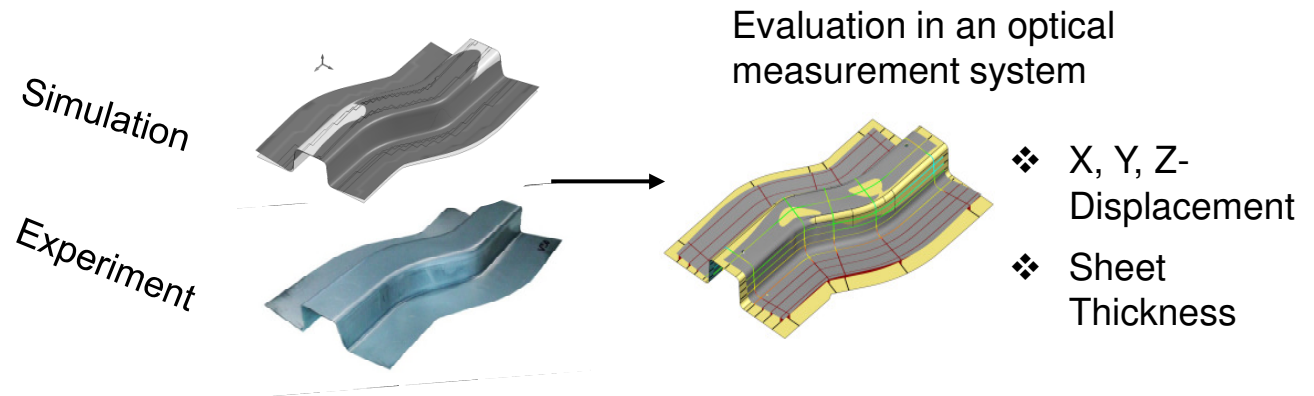 Evaluation in an optical
measurement system
Simulation
Experiment
❖ X, Y, Z-
Displacement
❖ Sheet
Thickness